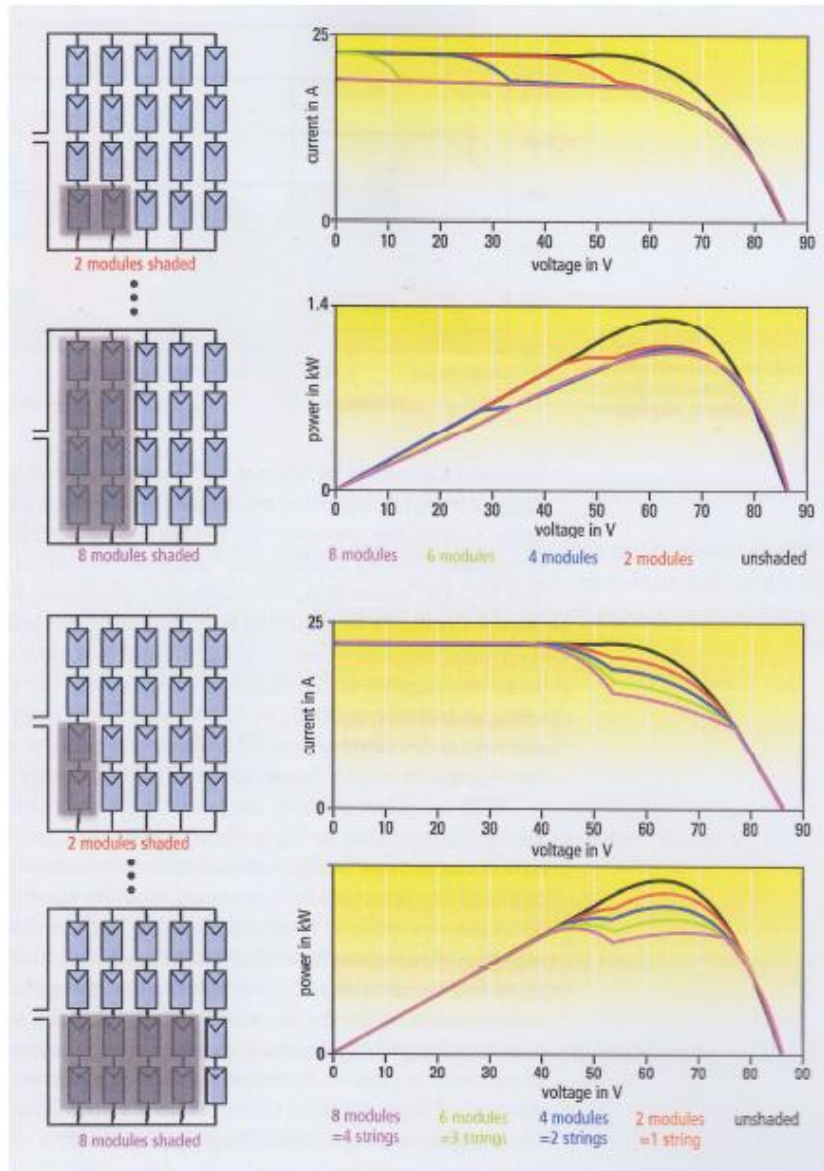 25
current in A
0
0 10 20 30 40 50 60 70 80 90
voltage in V
2 modules shaded
1.4
power in kW
0
0 10 20 30 40 50 60 70 80 90
voltage in V
8 modules shaded
8 modules 6 modules 4 modules 2 modules unshaded
25
current in A
0
0 10 20 30 40 50 60 70 80 90
voltage in V
2 modules shaded
power in kW
0
0 10 20 30 40 50 60 70 80
voltage in V
8 modules 6 modules 4 modules 2 modules unshaded
=4 strings =3 strings =2 strings =1 string
8 modules shaded